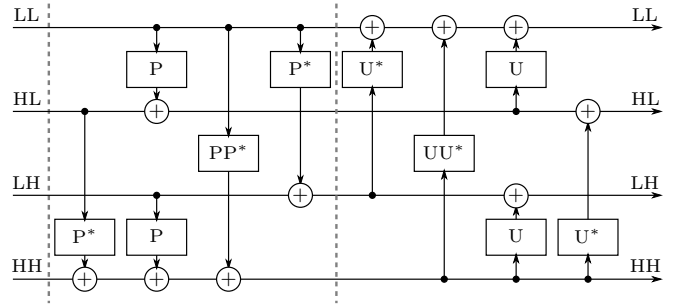 LL LL
P P* U* U
+ + +
HL HL
+ +
PP* UU*
LH LH
+ +
P* P U U*
HH HH
+ + +